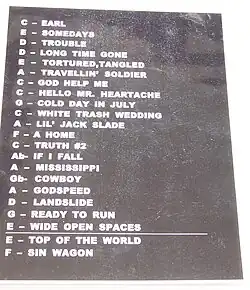 C - EARL
E - SOMEDAYS
D - TROUBLE
D - LONG TIME GONE
E - TORTURED,TANGLED
A - TRAVELLIN' SOLDIER
C - GOD HELP ME
C - HELLO MR. HEARTACHE
G - COLD DAY IN JULY
C - WHITE TRASH WEDDING
A - LIL' JACK SLADE
F - A HOME
C - TRUTH #2
Ab- IF I FALL
A - MISSISSIPPI
Gb- COWBOY
A - GODSPEED
D - LANDSLIDE
G - READY TO RUN
E - WIDE OPEN SPACES
E - TOP OF THE WORLD
F - SIN WAGON